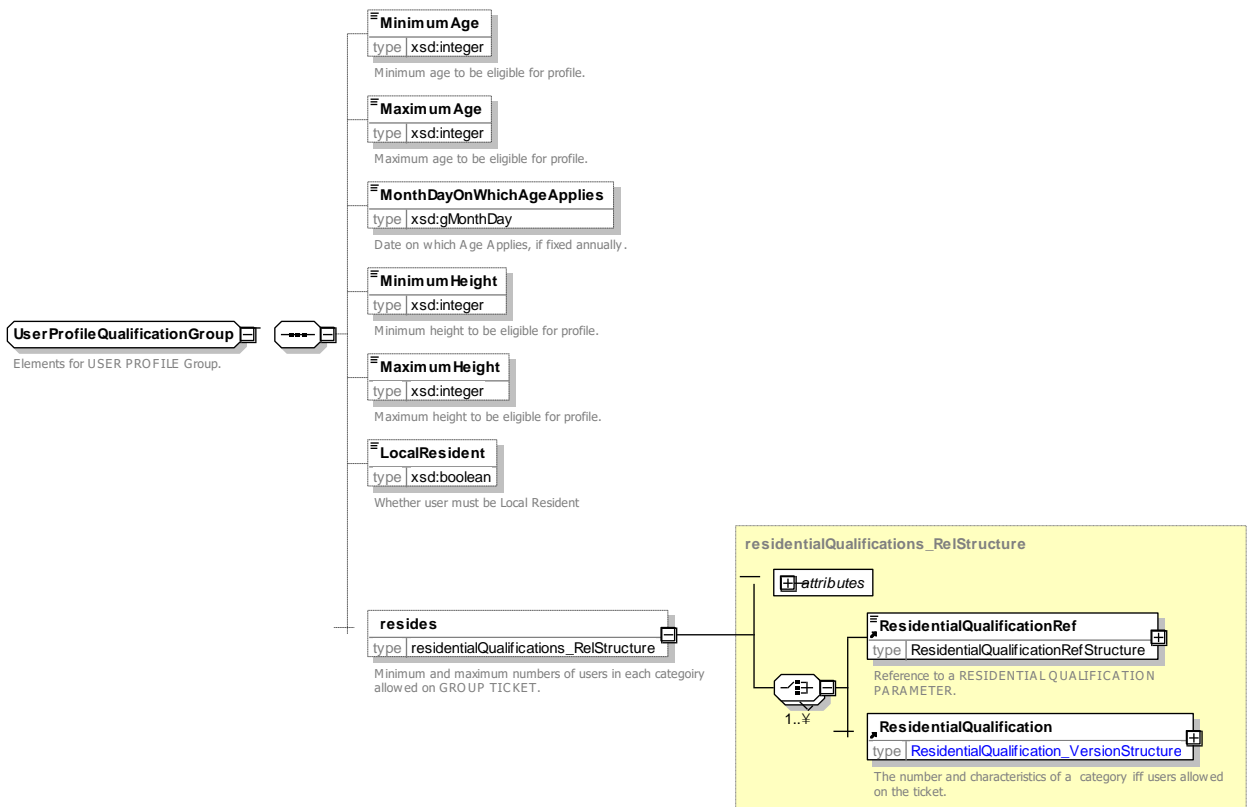 MinimumAge
type xsd:integer
Minimum age to be eligible for profile.
MaximumAge
type xsd:integer
Maximum age to be eligible for profile.
MonthDayOnWhichAgeApplies
type xsd:gMonthDay
Date on which Age Applies, if fixed annually.
UserProfileQualificationGroup
Elements for USER PROFILE Group.
MinimumHeight
type xsd:integer
Minimum height to be eligible for profile.
MaximumHeight
type xsd:integer
Maximum height to be eligible for profile.
LocalResident
type xsd:boolean
Whether user must be Local Resident
resides
type residentialQualifications_RelStructure
Minimum and maximum numbers of users in each categoiry
allowed on GROUP TICKET.
residentialQualifications_RelStructure
attributes
1..¥
ResidentialQualificationRef
type ResidentialQualificationRefStructure
Reference to a RESIDENTIAL QUALIFICATION
PARAMETER.
ResidentialQualification
type ResidentialQualification_VersionStructure
The number and characteristics of a category iff users allowed
on the ticket.